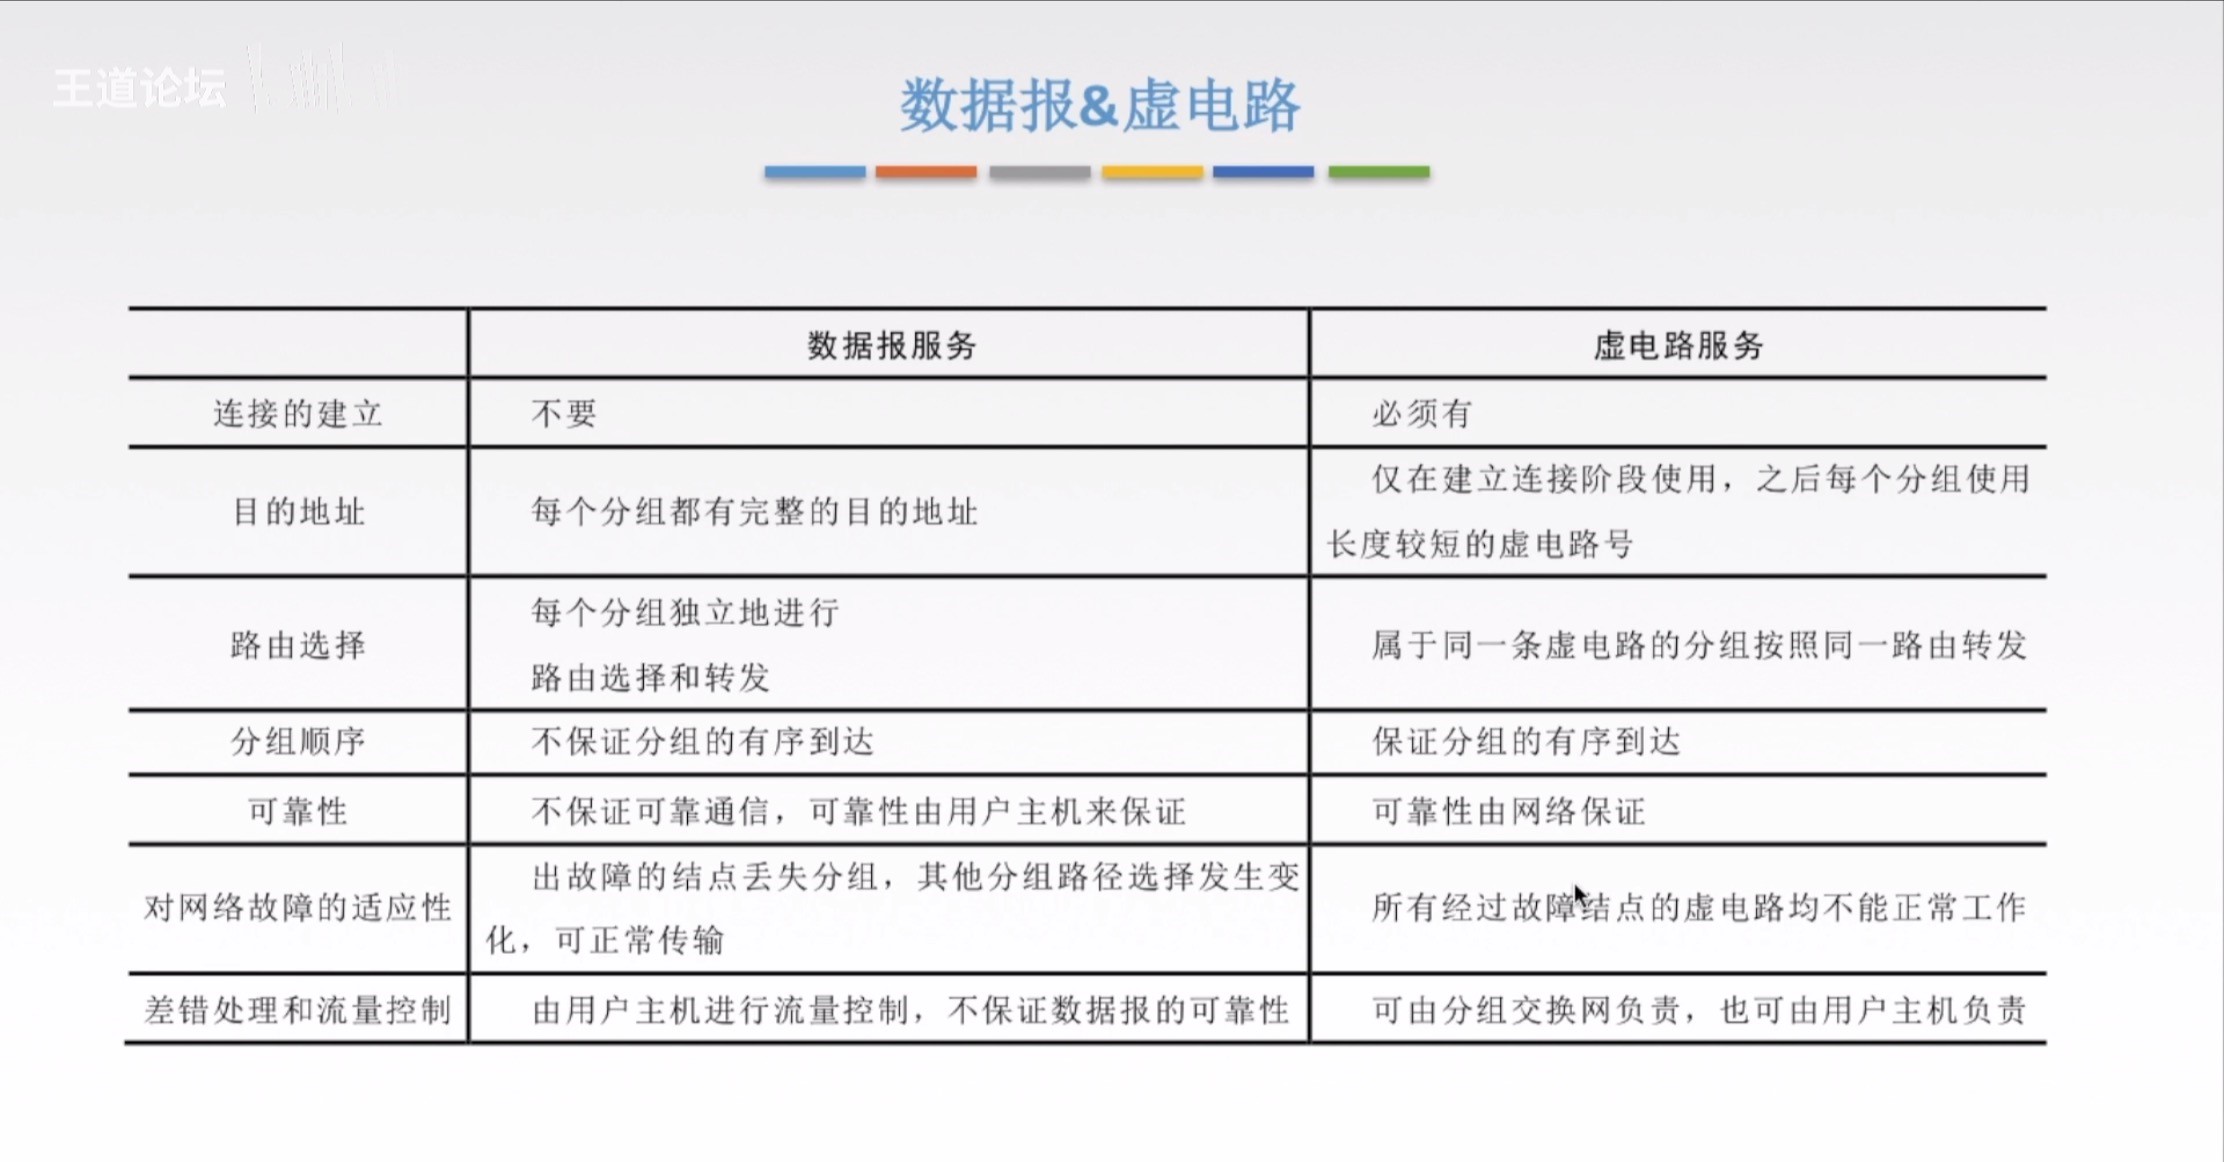 王道论坛
数据报&虚电路
数据报服务
虚电路服务
连接的建立
不要
必须有
目的地址
每个分组都有完整的目的地址
仅在建立连接阶段使用，之后每个分组使用
长度较短的虚电路号
路由选择
每个分组独立地进行
路由选择和转发
属于同一条虚电路的分组按照同一路由转发
分组顺序
不保证分组的有序到达
保证分组的有序到达
可靠性
不保证可靠通信，可靠性由用户主机来保证
可靠性由网络保证
对网络故障的适应性
出故障的结点丢失分组，其他分组路径选择发生变
化，可正常传输
所有经过故障结点的虚电路均不能正常工作
差错处理和流量控制
由用户主机进行流量控制，不保证数据报的可靠性
可由分组交换网负责，也可由用户主机负责